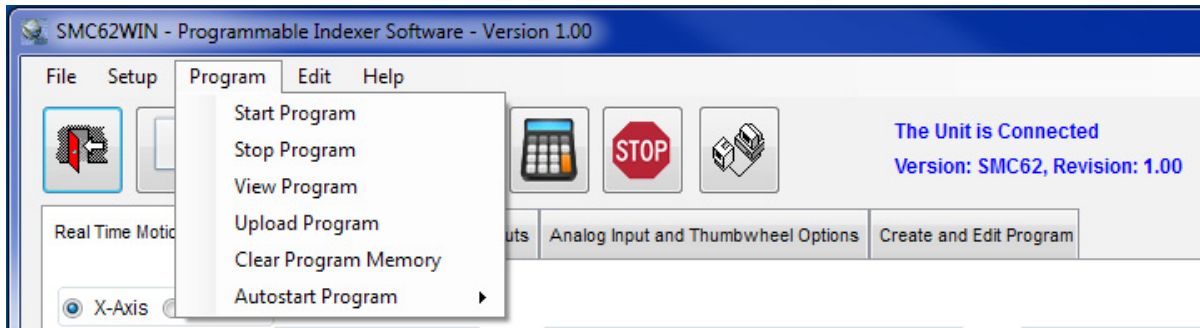 SMC62WIN - Programmable Indexer Software - Version 1.00
File Setup Program Edit Help
Start Program
Stop Program
View Program
Upload Program
Clear Program Memory
Autostart Program
STOP
The Unit is Connected
Version: SMC62, Revision: 1.00
Real Time
Analog Input and Thumbwheel Options
Create and Edit Program
X-Axis